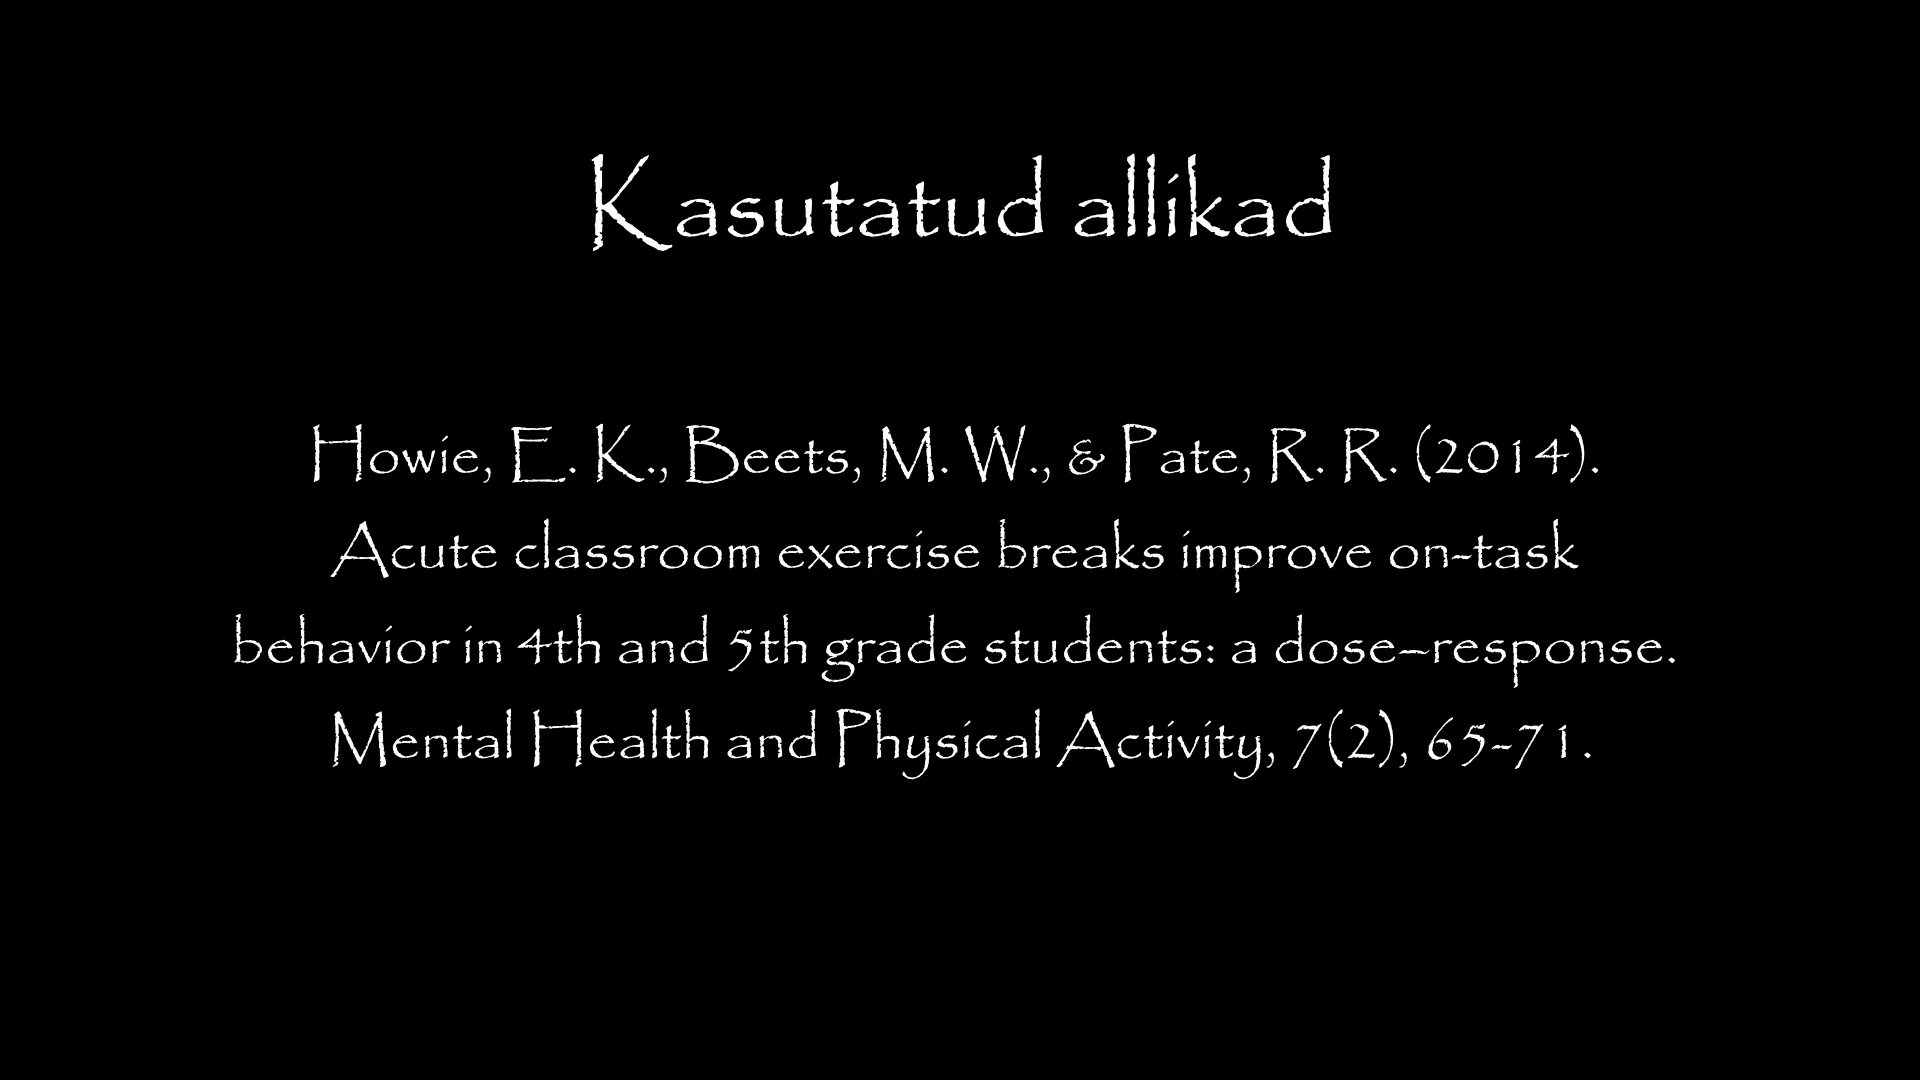 Kasutatud allikad
Howie, E. K., Beets, M. W., & Pate, R. R. (2014).
Acute classroom exercise breaks improve on-task
behavior in 4th and 5th grade students: a dose–response.
Mental Health and Physical Activity, 7(2), 65-71.